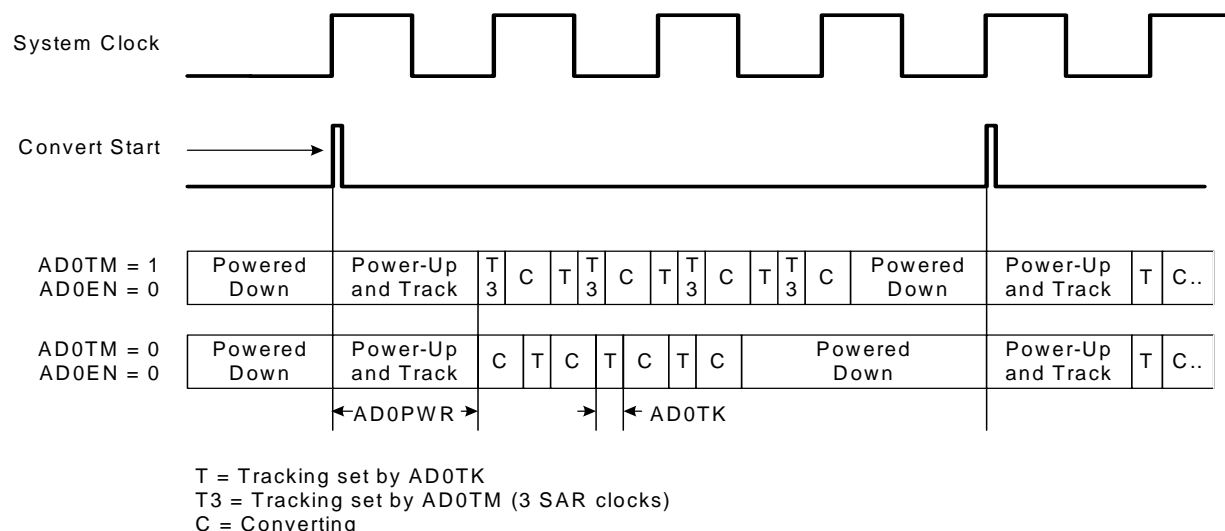 System Clock
Convert Start
AD0TM = 1
AD0EN = 0
Powered
Down
Power-Up
and Track
T
3
C
T
T
3
C
T
T
3
C
T
T
3
C
Powered
Down
Power-Up
and Track
T
C..
AD0TM = 0
AD0EN = 0
Powered
Down
Power-Up
and Track
C
T
C
T
C
T
C
Powered
Down
Power-Up
and Track
T
C..
AD0PWR
AD0TK
T = Tracking set by AD0TK
T3 = Tracking set by AD0TM (3 SAR clocks)
C = Converting